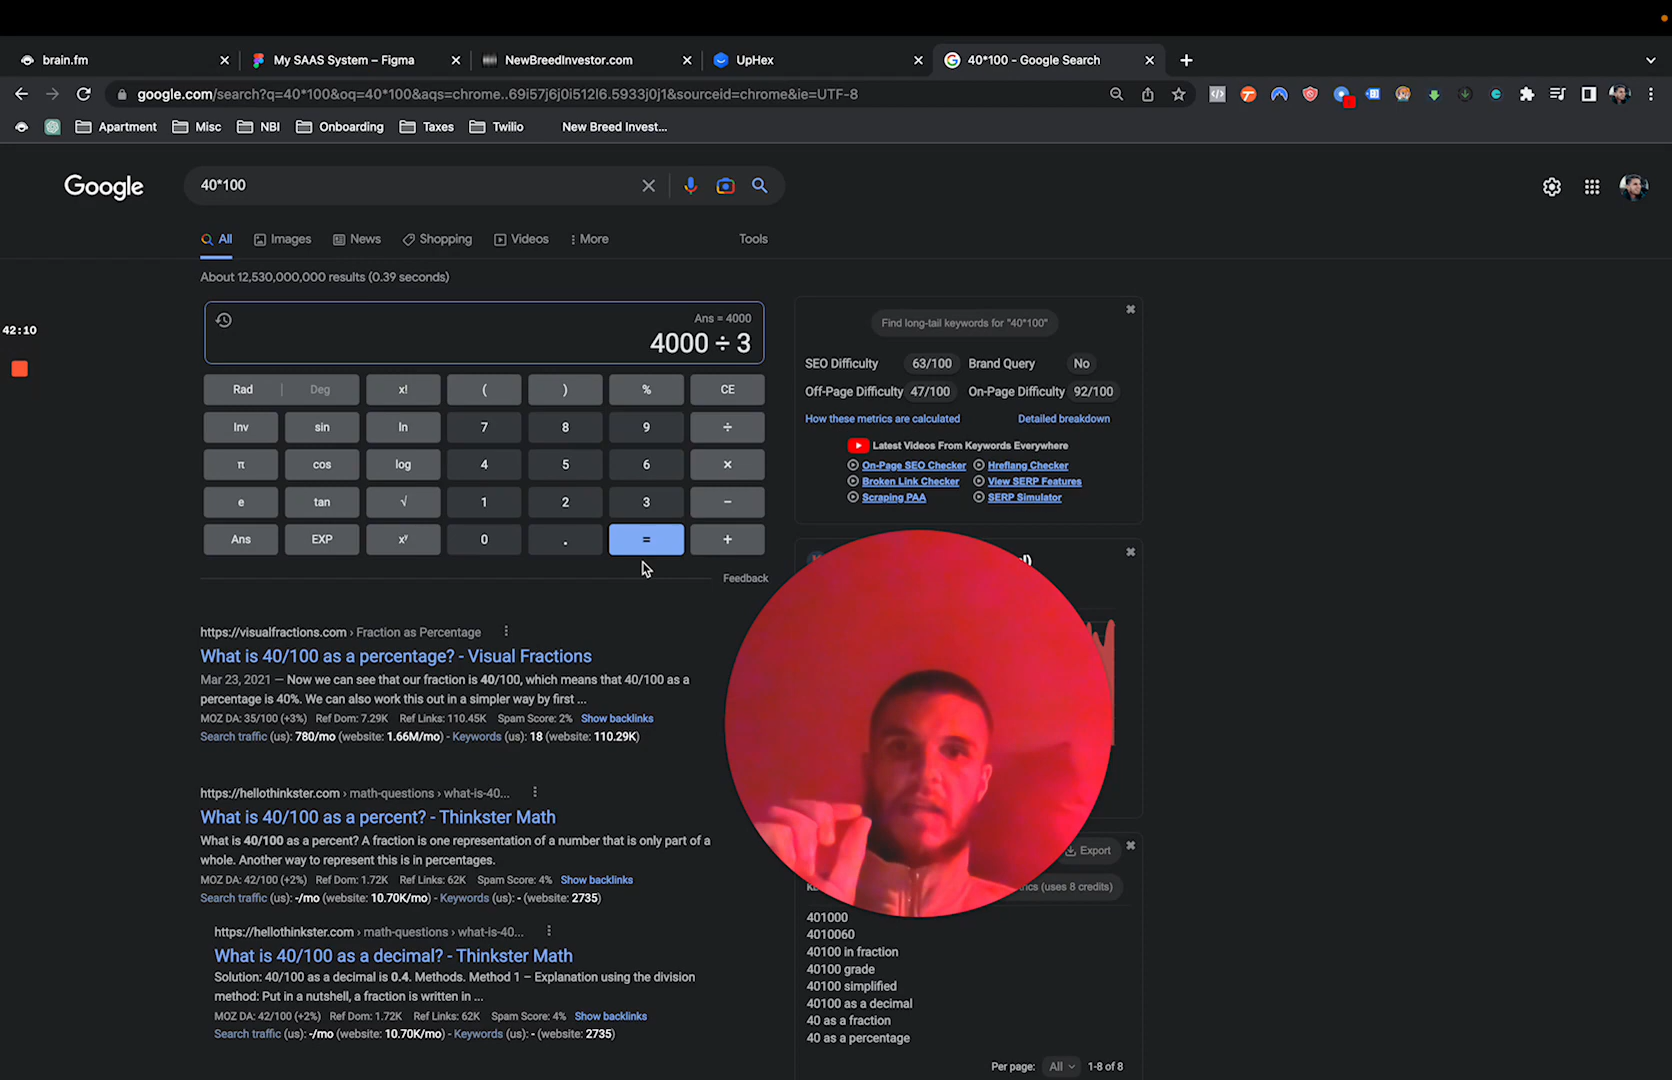 brain.fm
My SAAS System – Figma
NewBreedInvestor.com
UpHex
40*100 - Google Search
google.com/search?q=40*100&oq=40*100&aqs=chrome..69i57j6j0i512l6.5933j0j1&sourceid=chrome&ie=UTF-8
Apartment
Misc
NBI
Onboarding
Taxes
Twilio
New Breed Invest...
Google
40*100
All
Images
News
Shopping
Videos
More
Tools
About 12,530,000,000 results (0.39 seconds)
42:10
Ans = 4000
4000 ÷ 3
Rad Deg x! ( ) % CE
Inv sin ln 7 8 9 ÷
π cos log 4 5 6 ×
e tan √ 1 2 3 −
Ans EXP xʸ 0 . = +
Feedback
https://visualfractions.com › Fraction as Percentage
What is 40/100 as a percentage? - Visual Fractions
Mar 23, 2021 — Now we can see that our fraction is 40/100, which means that 40/100 as a
percentage is 40%. We can also work this out in a simpler way by first ...
MOZ DA: 35/100 (+3%) Ref Dom: 7.29K Ref Links: 110.45K Spam Score: 2% Show backlinks
Search traffic (us): 780/mo (website: 1.66M/mo) - Keywords (us): 18 (website: 110.29K)
https://hellothinkster.com › math-questions › what-is-40...
What is 40/100 as a percent? - Thinkster Math
What is 40/100 as a percent? A fraction is one representation of a number that is only part of a
whole. Another way to represent this is in percentages.
MOZ DA: 42/100 (+2%) Ref Dom: 1.72K Ref Links: 62K Spam Score: 4% Show backlinks
Search traffic (us): -/mo (website: 10.70K/mo) - Keywords (us): - (website: 2735)
https://hellothinkster.com › math-questions › what-is-40...
What is 40/100 as a decimal? - Thinkster Math
Solution: 40/100 as a decimal is 0.4. Methods. Method 1 – Explanation using the division
method: Put in a nutshell, a fraction is written in ...
MOZ DA: 42/100 (+2%) Ref Dom: 1.72K Ref Links: 62K Spam Score: 4% Show backlinks
Search traffic (us): -/mo (website: 10.70K/mo) - Keywords (us): - (website: 2735)
Find long-tail keywords for "40*100"
SEO Difficulty 63/100 Brand Query No
Off-Page Difficulty 47/100 On-Page Difficulty 92/100
How these metrics are calculated Detailed breakdown
Latest Videos From Keywords Everywhere
On-Page SEO Checker Hreflang Checker
Broken Link Checker View SERP Features
Scraping PAA SERP Simulator
Export
(uses 8 credits)
401000
4010060
40100 in fraction
40100 grade
40100 simplified
40100 as a decimal
40 as a fraction
40 as a percentage
Per page: All 1-8 of 8